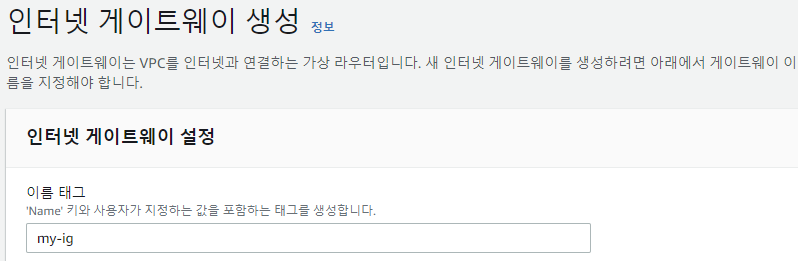 인터넷 게이트웨이 생성 정보
인터넷 게이트웨이는 VPC를 인터넷과 연결하는 가상 라우터입니다. 새 인터넷 게이트웨이를 생성하려면 아래에서 게이트웨이 이
름을 지정해야 합니다.
인터넷 게이트웨이 설정
이름 태그
'Name' 키와 사용자가 지정하는 값을 포함하는 태그를 생성합니다.
my-ig